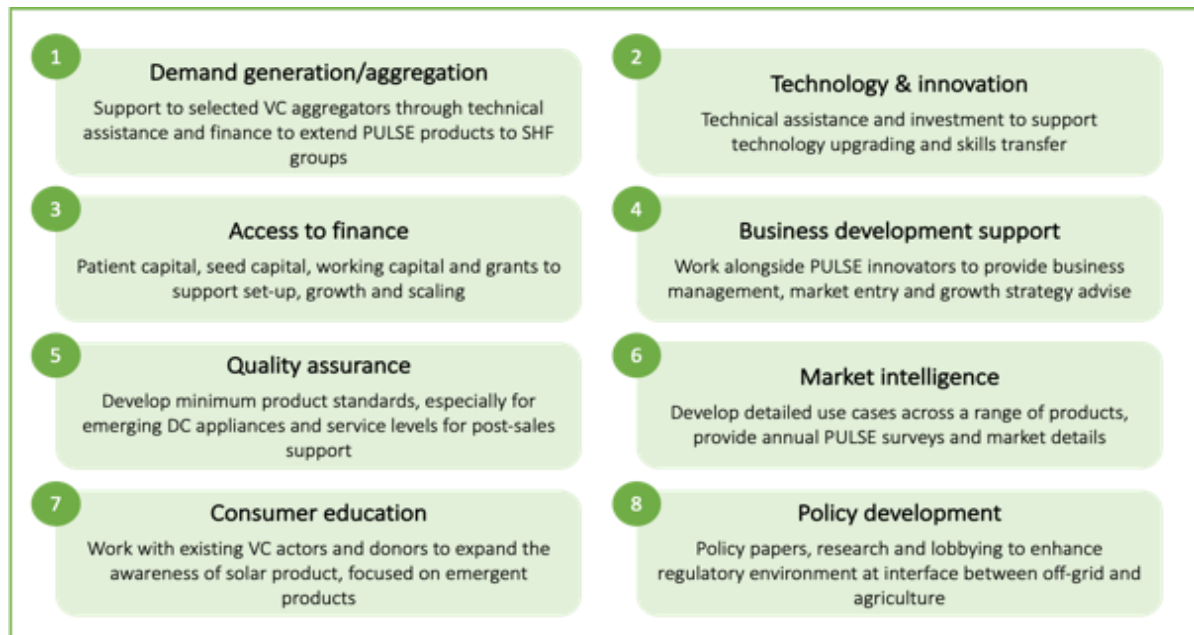 1
Demand generation/aggregation
Support to selected VC aggregators through technical
assistance and finance to extend PULSE products to SHF
groups
2
Technology & innovation
Technical assistance and investment to support
technology upgrading and skills transfer
3
Access to finance
Patient capital, seed capital, working capital and grants to
support set-up, growth and scaling
4
Business development support
Work alongside PULSE innovators to provide business
management, market entry and growth strategy advise
5
Quality assurance
Develop minimum product standards, especially for
emerging DC appliances and service levels for post-sales
support
6
Market intelligence
Develop detailed use cases across a range of products,
provide annual PULSE surveys and market details
7
Consumer education
Work with existing VC actors and donors to expand the
awareness of solar product, focused on emergent
products
8
Policy development
Policy papers, research and lobbying to enhance
regulatory environment at interface between off-grid and
agriculture